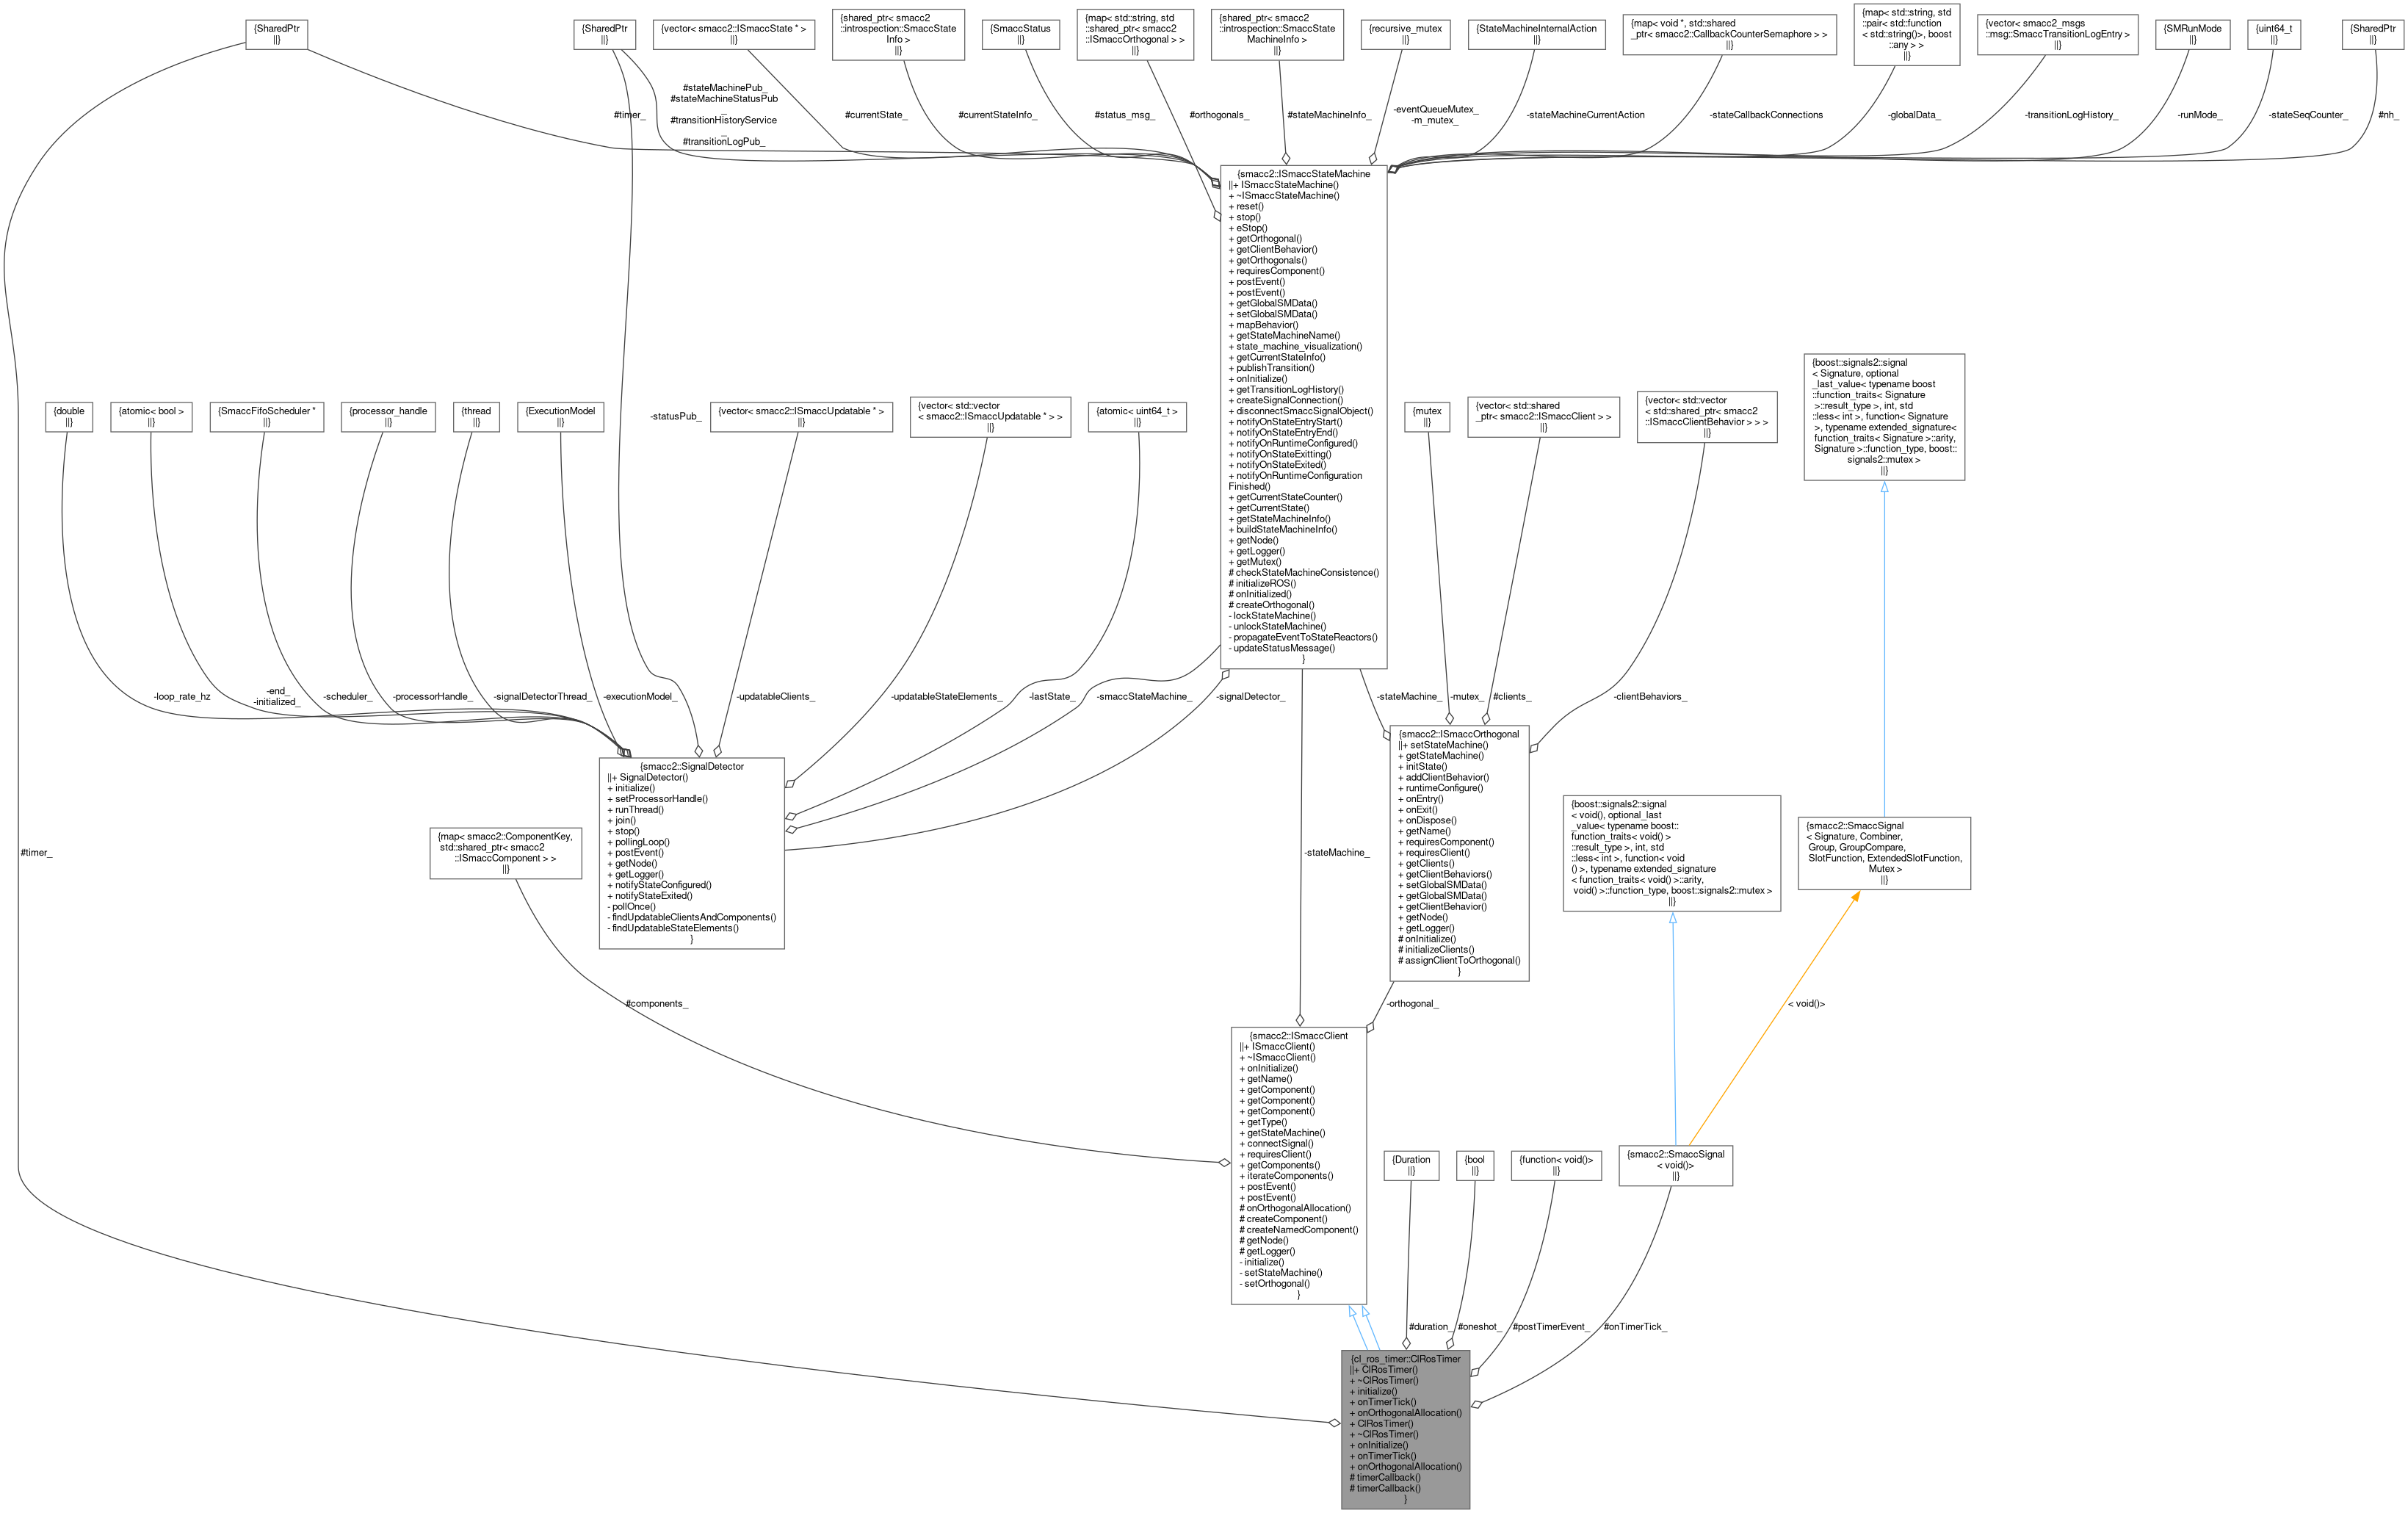 {SharedPtr
||}
{SharedPtr
||}
{vector< smacc2::ISmaccState * >
||}
{shared_ptr< smacc2
::introspection::SmaccState
Info >
||}
{SmaccStatus
||}
{map< std::string, std
::shared_ptr< smacc2
::ISmaccOrthogonal > >
||}
{shared_ptr< smacc2
::introspection::SmaccState
MachineInfo >
||}
{recursive_mutex
||}
{StateMachineInternalAction
||}
{map< void *, std::shared
_ptr< smacc2::CallbackCounterSemaphore > >
||}
{map< std::string, std
::pair< std::function
< std::string()>, boost
::any > >
||}
{vector< smacc2_msgs
::msg::SmaccTransitionLogEntry >
||}
{SMRunMode
||}
{uint64_t
||}
{SharedPtr
||}
#timer_
#stateMachinePub_
#stateMachineStatusPub
_
#transitionHistoryService
_
#transitionLogPub_
#currentState_
#currentStateInfo_
#status_msg_
#orthogonals_
#stateMachineInfo_
-eventQueueMutex_
-m_mutex_
-stateMachineCurrentAction
-stateCallbackConnections
-globalData_
-transitionLogHistory_
-runMode_
-stateSeqCounter_
#nh_
{smacc2::ISmaccStateMachine
||+ ISmaccStateMachine()
+ ~ISmaccStateMachine()
+ reset()
+ stop()
+ eStop()
+ getOrthogonal()
+ getClientBehavior()
+ getOrthogonals()
+ requiresComponent()
+ postEvent()
+ postEvent()
+ getGlobalSMData()
+ setGlobalSMData()
+ mapBehavior()
+ getStateMachineName()
+ state_machine_visualization()
+ getCurrentStateInfo()
+ publishTransition()
+ onInitialize()
+ getTransitionLogHistory()
+ createSignalConnection()
+ disconnectSmaccSignalObject()
+ notifyOnStateEntryStart()
+ notifyOnStateEntryEnd()
+ notifyOnRuntimeConfigured()
+ notifyOnStateExitting()
+ notifyOnStateExited()
+ notifyOnRuntimeConfiguration
Finished()
+ getCurrentStateCounter()
+ getCurrentState()
+ getStateMachineInfo()
+ buildStateMachineInfo()
+ getNode()
+ getLogger()
+ getMutex()
# checkStateMachineConsistence()
# initializeROS()
# onInitialized()
# createOrthogonal()
- lockStateMachine()
- unlockStateMachine()
- propagateEventToStateReactors()
- updateStatusMessage()
}
{double
||}
{atomic< bool >
||}
{SmaccFifoScheduler *
||}
{processor_handle
||}
{thread
||}
{ExecutionModel
||}
-statusPub_
{vector< smacc2::ISmaccUpdatable * >
||}
{vector< std::vector
< smacc2::ISmaccUpdatable * > >
||}
{atomic< uint64_t >
||}
{mutex
||}
{vector< std::shared
_ptr< smacc2::ISmaccClient > >
||}
{vector< std::vector
< std::shared_ptr< smacc2
::ISmaccClientBehavior > > >
||}
{boost::signals2::signal
< Signature, optional
_last_value< typename boost
::function_traits< Signature
>::result_type >, int, std
::less< int >, function< Signature
>, typename extended_signature<
function_traits< Signature >::arity,
Signature >::function_type, boost::
signals2::mutex >
||}
-loop_rate_hz
-end_
-initialized_
-scheduler_
-processorHandle_
-signalDetectorThread_
-executionModel_
-updatableClients_
-updatableStateElements_
-lastState_
-smaccStateMachine_
-signalDetector_
-stateMachine_
-mutex_
#clients_
-clientBehaviors_
{smacc2::SignalDetector
||+ SignalDetector()
+ initialize()
+ setProcessorHandle()
+ runThread()
+ join()
+ stop()
+ pollingLoop()
+ postEvent()
+ getNode()
+ getLogger()
+ notifyStateConfigured()
+ notifyStateExited()
- pollOnce()
- findUpdatableClientsAndComponents()
- findUpdatableStateElements()
}
{smacc2::ISmaccOrthogonal
||+ setStateMachine()
+ getStateMachine()
+ initState()
+ addClientBehavior()
+ runtimeConfigure()
+ onEntry()
+ onExit()
+ onDispose()
+ getName()
+ requiresComponent()
+ requiresClient()
+ getClients()
+ getClientBehaviors()
+ setGlobalSMData()
+ getGlobalSMData()
+ getClientBehavior()
+ getNode()
+ getLogger()
# onInitialize()
# initializeClients()
# assignClientToOrthogonal()
}
{boost::signals2::signal
< void(), optional_last
_value< typename boost::
function_traits< void() >
::result_type >, int, std
::less< int >, function< void
() >, typename extended_signature
< function_traits< void() >::arity,
void() >::function_type, boost::signals2::mutex >
||}
{smacc2::SmaccSignal
< Signature, Combiner,
Group, GroupCompare,
SlotFunction, ExtendedSlotFunction,
Mutex >
||}
#timer_
{map< smacc2::ComponentKey,
std::shared_ptr< smacc2
::ISmaccComponent > >
||}
-stateMachine_
#components_
-orthogonal_
< void()>
{smacc2::ISmaccClient
||+ ISmaccClient()
+ ~ISmaccClient()
+ onInitialize()
+ getName()
+ getComponent()
+ getComponent()
+ getComponent()
+ getType()
+ getStateMachine()
+ connectSignal()
+ requiresClient()
+ getComponents()
+ iterateComponents()
+ postEvent()
+ postEvent()
# onOrthogonalAllocation()
# createComponent()
# createNamedComponent()
# getNode()
# getLogger()
- initialize()
- setStateMachine()
- setOrthogonal()
}
{Duration
||}
{bool
||}
{function< void()>
||}
{smacc2::SmaccSignal
< void()>
||}
#duration_
#oneshot_
#postTimerEvent_
#onTimerTick_
{cl_ros_timer::ClRosTimer
||+ ClRosTimer()
+ ~ClRosTimer()
+ initialize()
+ onTimerTick()
+ onOrthogonalAllocation()
+ ClRosTimer()
+ ~ClRosTimer()
+ onInitialize()
+ onTimerTick()
+ onOrthogonalAllocation()
# timerCallback()
# timerCallback()
}